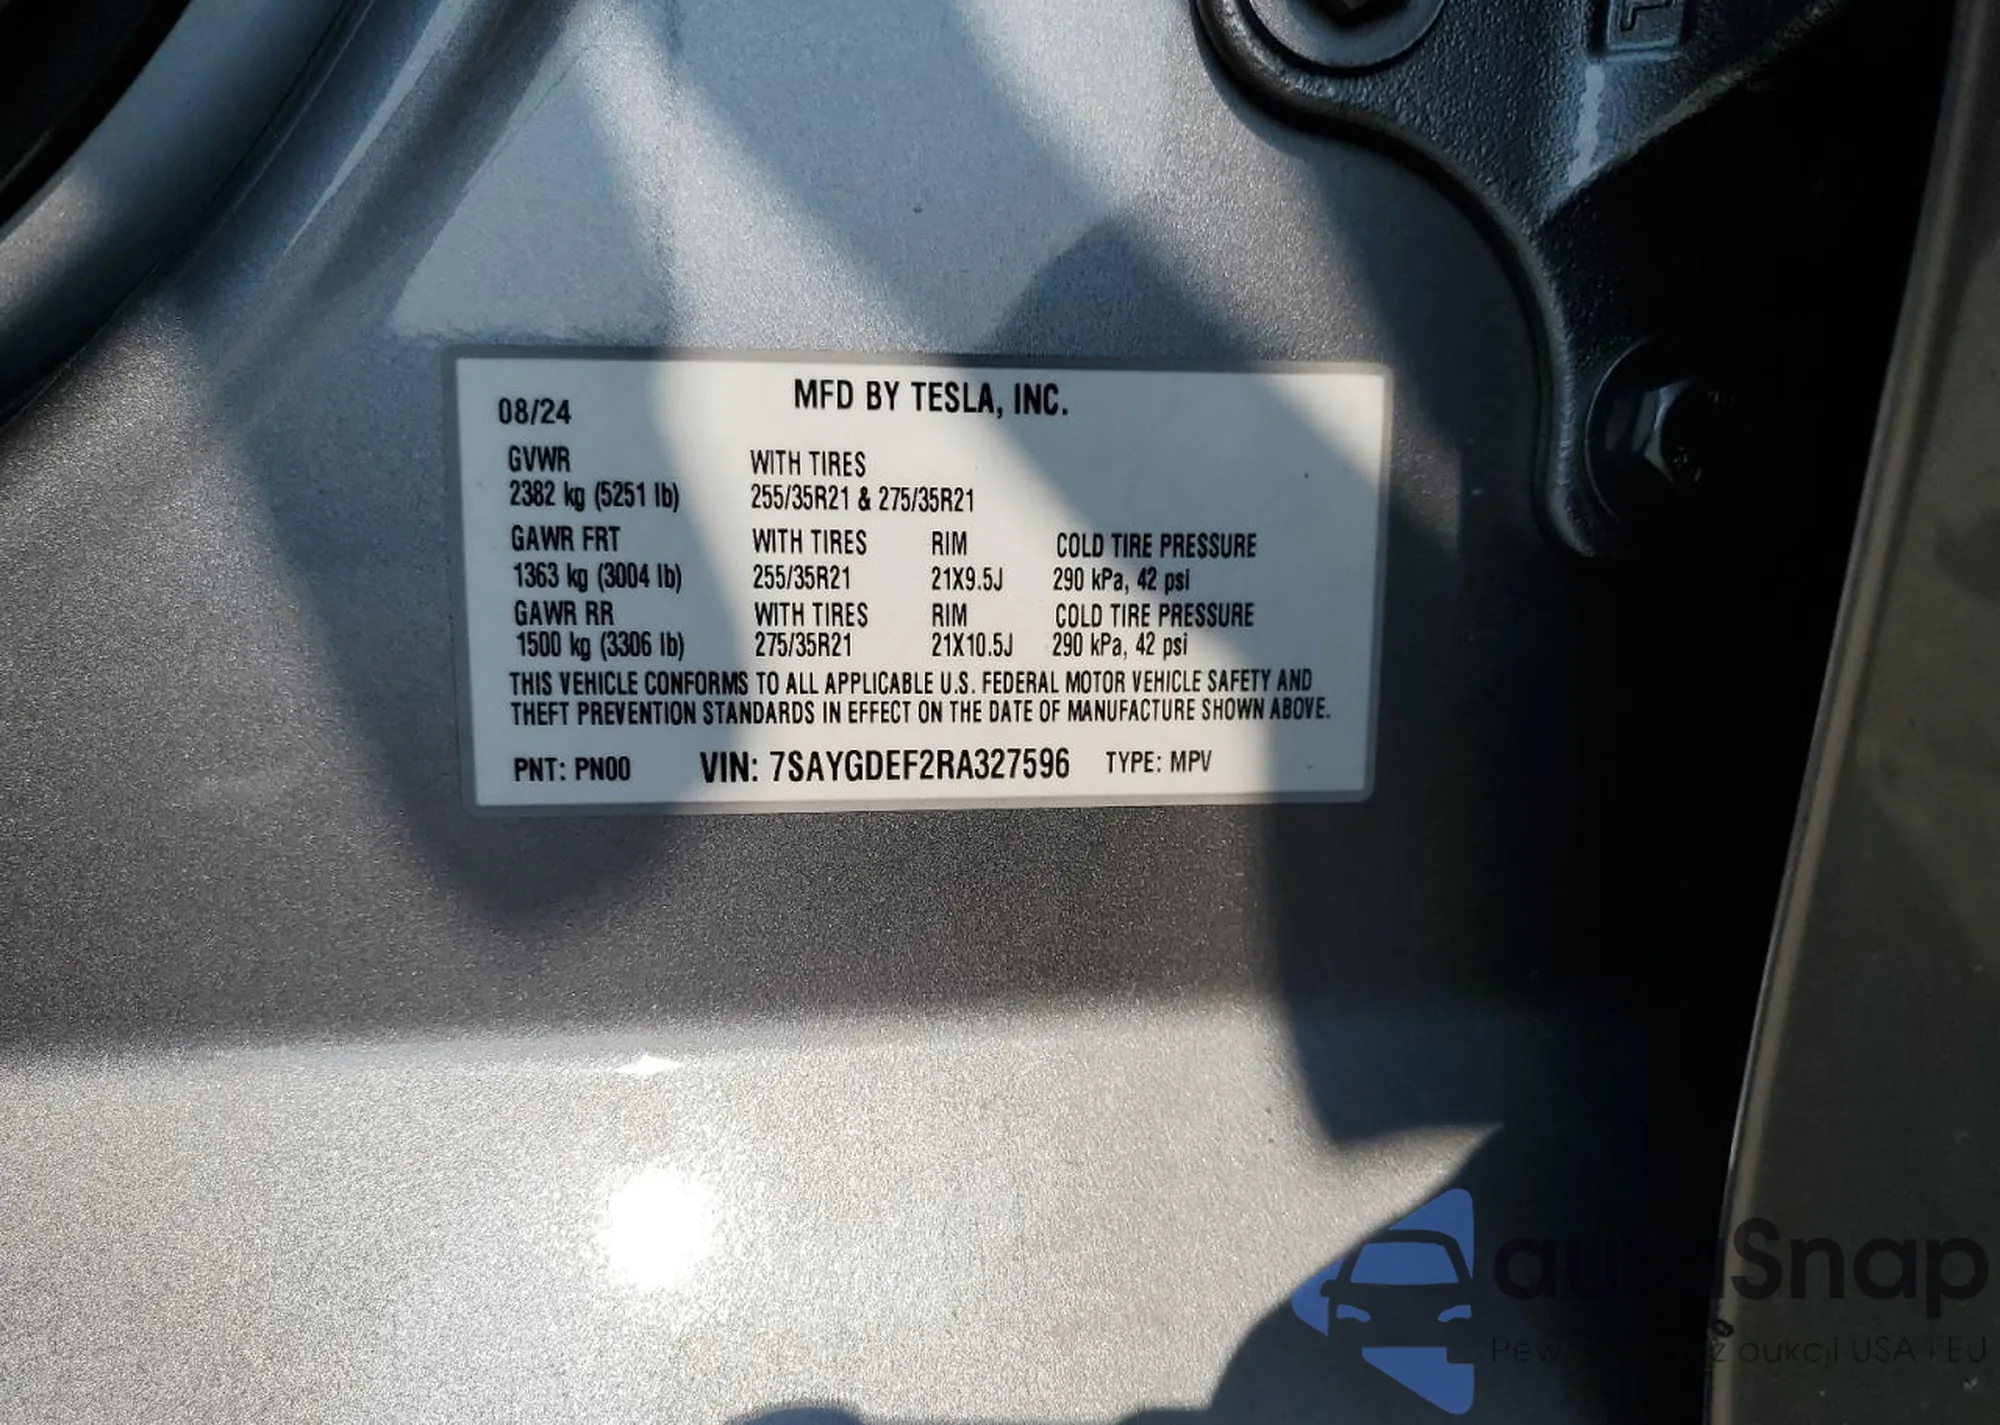 08/24 MFD BY TESLA, INC.
GVWR WITH TIRES
2382 kg (5251 lb) 255/35R21 & 275/35R21
GAWR FRT WITH TIRES RIM COLD TIRE PRESSURE
1363 kg (3004 lb) 255/35R21 21X9.5J 290 kPa, 42 psi
GAWR RR WITH TIRES RIM COLD TIRE PRESSURE
1500 kg (3306 lb) 275/35R21 21X10.5J 290 kPa, 42 psi
THIS VEHICLE CONFORMS TO ALL APPLICABLE U.S. FEDERAL MOTOR VEHICLE SAFETY AND
THEFT PREVENTION STANDARDS IN EFFECT ON THE DATE OF MANUFACTURE SHOWN ABOVE.
PNT: PN00 VIN: 7SAYGDEF2RA327596 TYPE: MPV
aukcji USA i EU